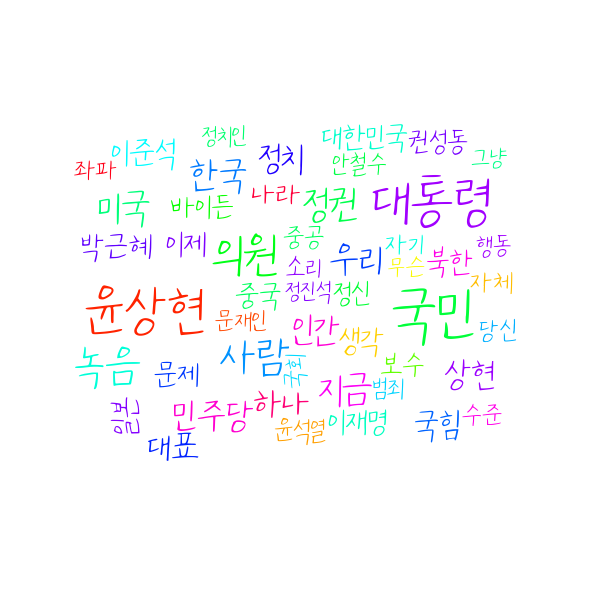 정치인 대한민국 권성동
좌파 이준석 한국 정치 안철수 그냥
미국 바이든 나라 정권 대통령
박근혜 이제 의원 중공 우리 자기 행동
소리 무슨 북한
윤상현 중국 정진석 정신 국민 자체
문재인 인간 생각 당신
녹음 문제 사람 국회 보수 상현
일본 민주당 하나 지금 범죄
대표 윤석열 이재명 국힘 수준